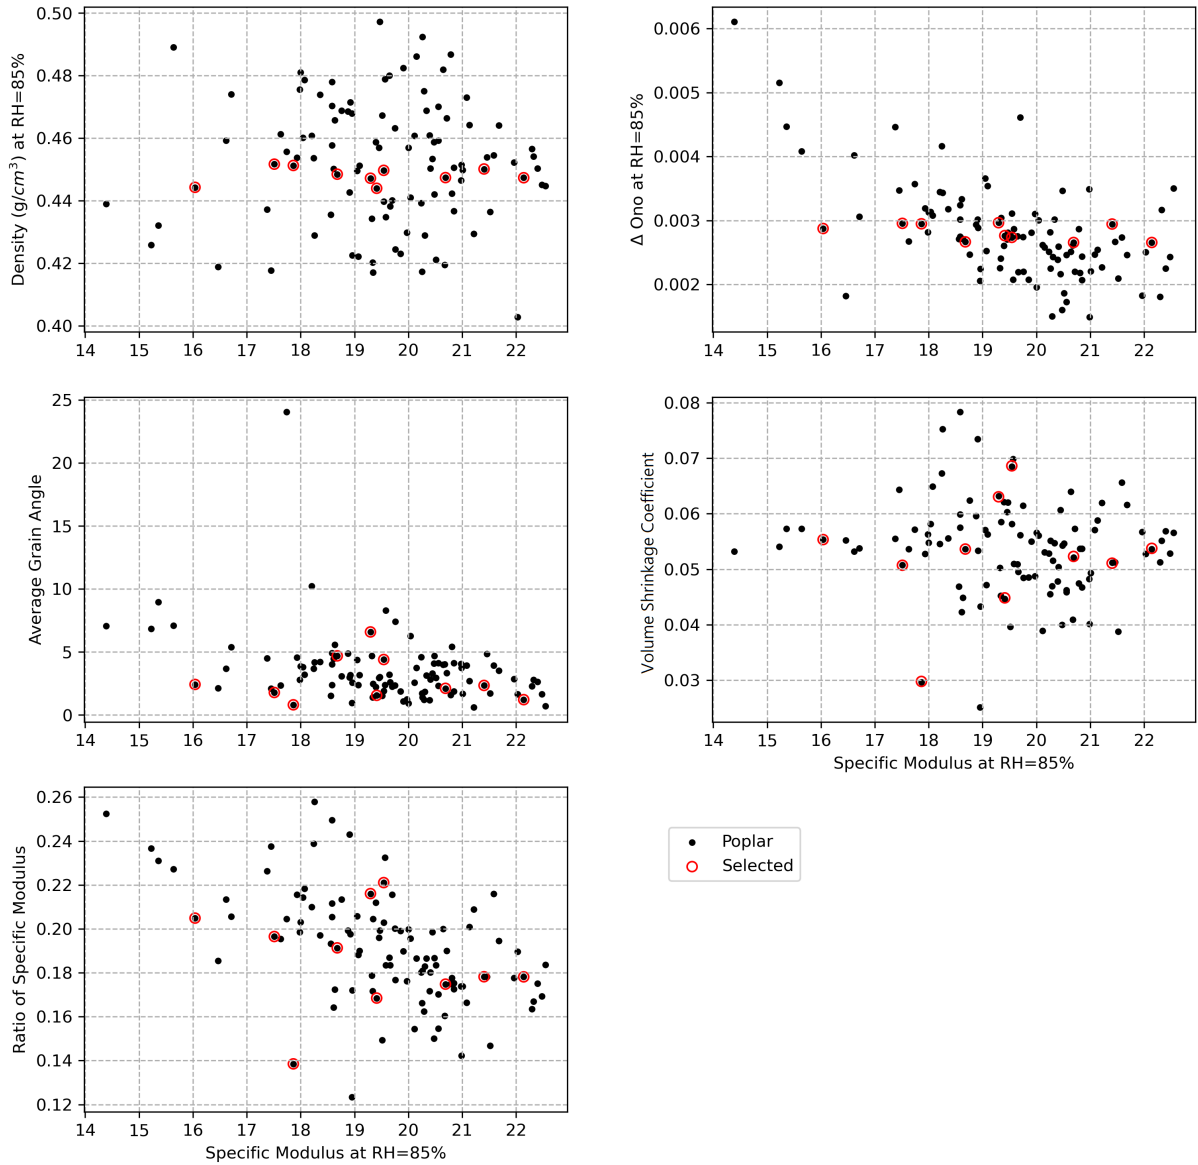 0.50
0.48
0.46
0.44
0.42
0.40
Density (g/cm³) at RH=85%
14 15 16 17 18 19 20 21 22
0.006
0.005
0.004
0.003
0.002
Δ Ono at RH=85%
14 15 16 17 18 19 20 21 22
25
20
15
10
5
0
Average Grain Angle
14 15 16 17 18 19 20 21 22
0.08
0.07
0.06
0.05
0.04
0.03
Volume Shrinkage Coefficient
14 15 16 17 18 19 20 21 22
Specific Modulus at RH=85%
0.26
0.24
0.22
0.20
0.18
0.16
0.14
0.12
Ratio of Specific Modulus
14 15 16 17 18 19 20 21 22
Specific Modulus at RH=85%
Poplar
Selected